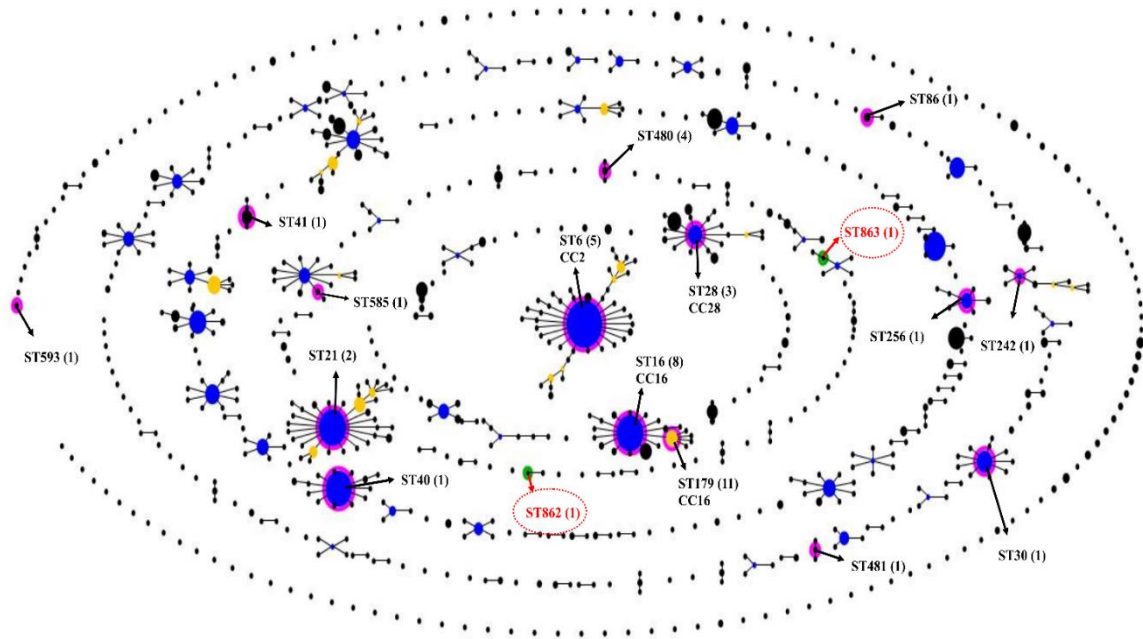 ST86 (1)
ST480 (4)
ST41 (1)
ST863 (1)
ST6 (5)
CC2
ST28 (3)
CC28
ST585 (1)
ST256 (1)
ST242 (1)
ST593 (1)
ST21 (2)
ST16 (8)
CC16
ST40 (1)
ST179 (11)
CC16
ST862 (1)
ST30 (1)
ST481 (1)